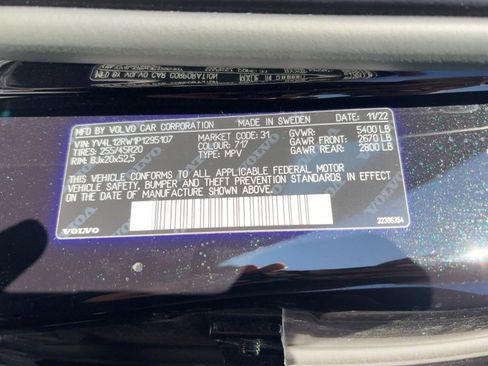 MFD BY VOLVO CAR CORPORATION MADE IN SWEDEN DATE: 11/22
VIN: YV4L12RW1P1295107 MARKET CODE: 31 GVWR: 5400 LB
TIRES: 255/45R20 COLOUR: 717 GAWR FRONT: 2670 LB
RIM: 8Jx20x52,5 TYPE: MPV GAWR REAR: 2800 LB
THIS VEHICLE CONFORMS TO ALL APPLICABLE FEDERAL MOTOR
VEHICLE SAFETY, BUMPER AND THEFT PREVENTION STANDARDS IN EFFECT
ON THE DATE OF MANUFACTURE SHOWN ABOVE.
VOLVO 32366354